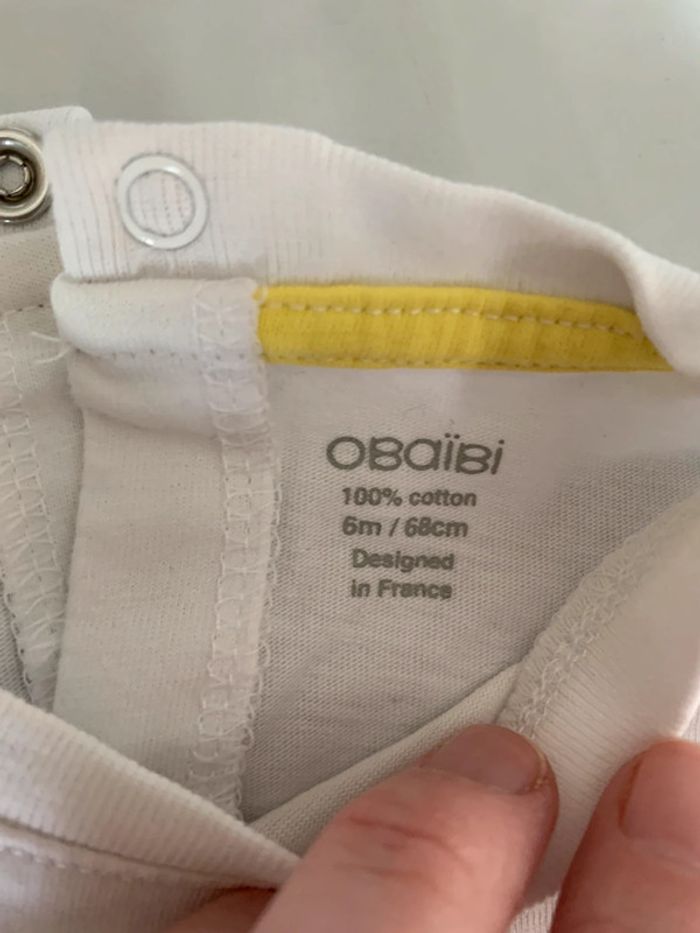 OBaïBi
100% cotton
6m / 68cm
Designed
in France